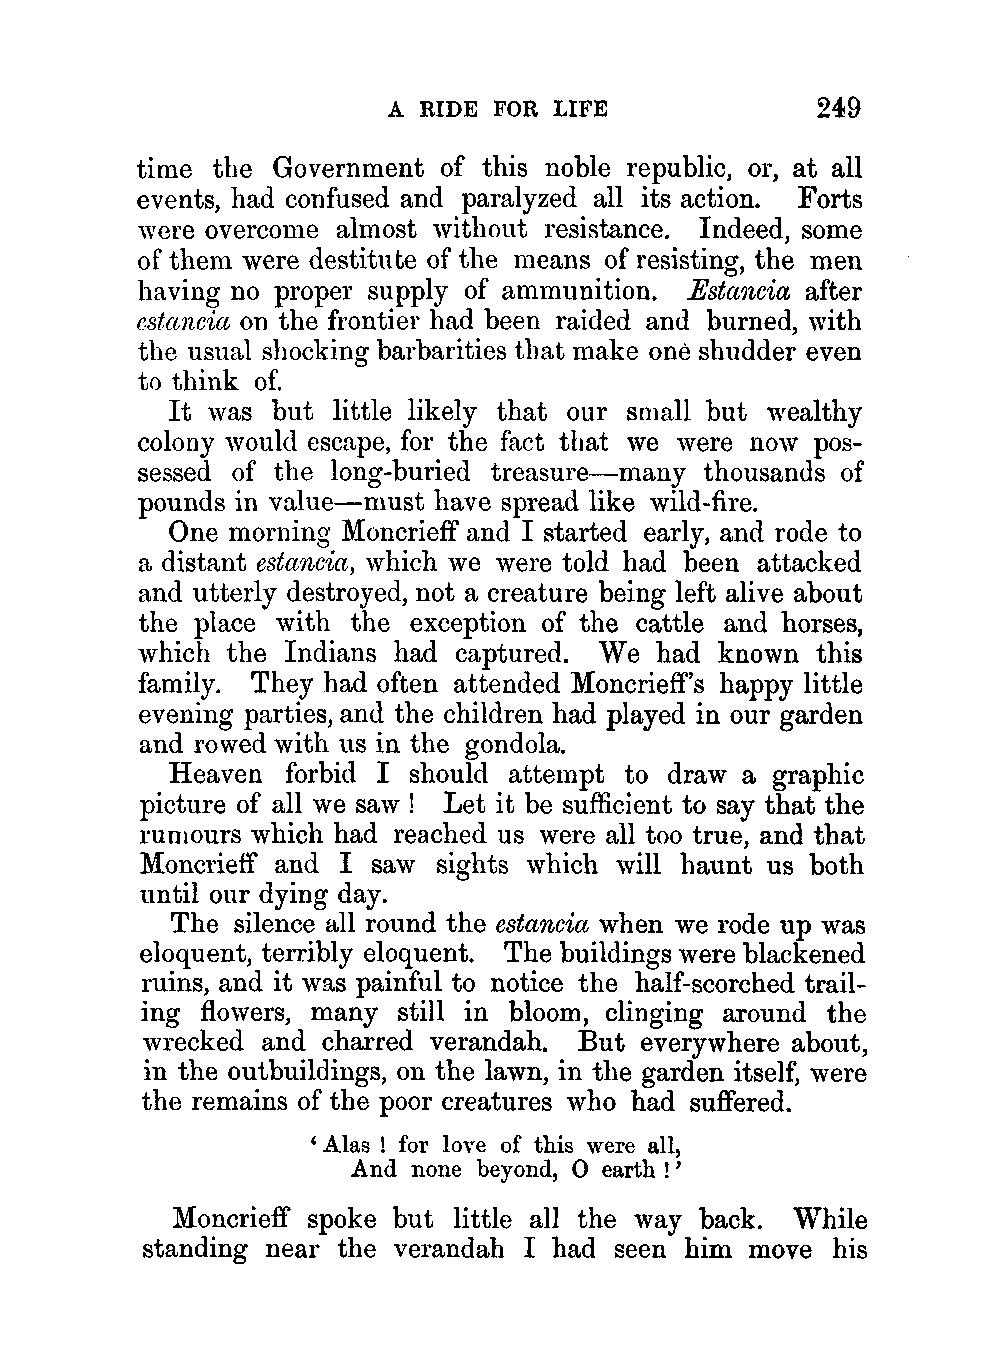 A RIDE FOR LIFE 249
time the Government of this noble republic, or, at all
events, had confused and paralyzed all its action. Forts
were overcome almost without resistance. Indeed, some
of them were destitute of the means of resisting, the men
having no proper supply of ammunition. Estancia after
estancia on the frontier had been raided and burned, with
the usual shocking barbarities that make one shudder even
to think of.
It was but little likely that our small but wealthy
colony would escape, for the fact that we were now pos-
sessed of the long-buried treasure—many thousands of
pounds in value—must have spread like wild-fire.
One morning Moncrieff and I started early, and rode to
a distant estancia, which we were told had been attacked
and utterly destroyed, not a creature being left alive about
the place with the exception of the cattle and horses,
which the Indians had captured. We had known this
family. They had often attended Moncrieff's happy little
evening parties, and the children had played in our garden
and rowed with us in the gondola.
Heaven forbid I should attempt to draw a graphic
picture of all we saw! Let it be sufficient to say that the
rumours which had reached us were all too true, and that
Moncrieff and I saw sights which will haunt us both
until our dying day.
The silence all round the estancia when we rode up was
eloquent, terribly eloquent. The buildings were blackened
ruins, and it was painful to notice the half-scorched trail-
ing flowers, many still in bloom, clinging around the
wrecked and charred verandah. But everywhere about,
in the outbuildings, on the lawn, in the garden itself, were
the remains of the poor creatures who had suffered.
'Alas! for love of this were all,
And none beyond, O earth!'
Moncrieff spoke but little all the way back. While
standing near the verandah I had seen him move his